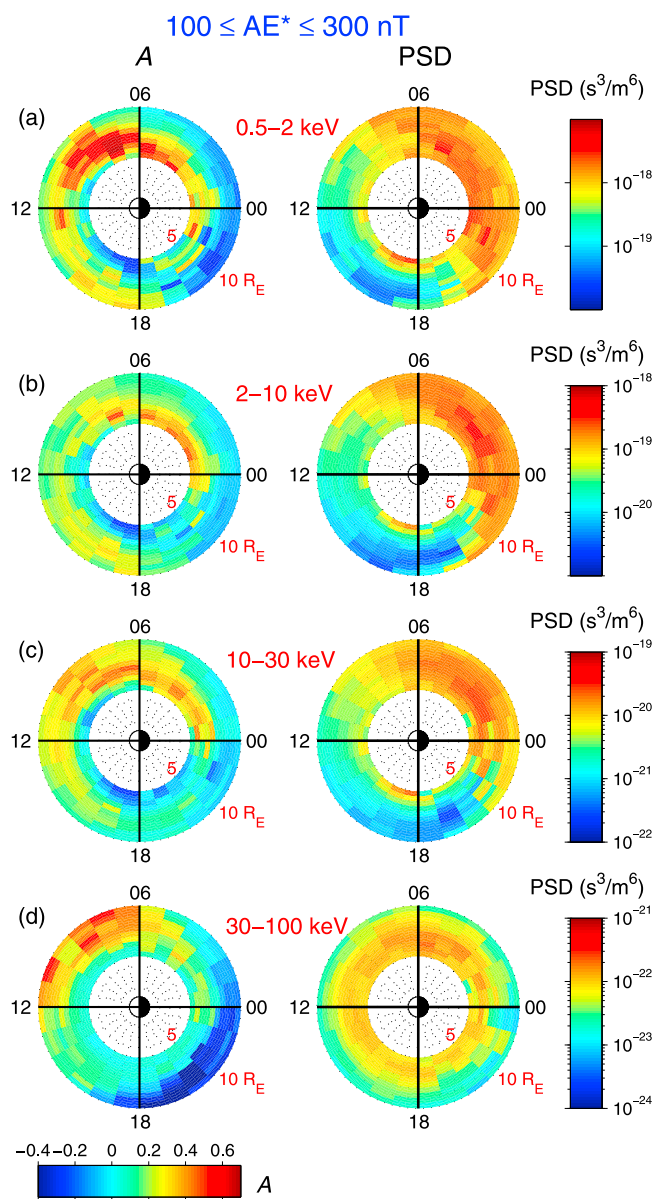 100 ≤ AE* ≤ 300 nT
A PSD
PSD (s³/m⁶)
(a) 06 0.5–2 keV 06
12 00 12 00
5 5
10 R_E 10 R_E
18 18
10⁻¹⁸
10⁻¹⁹
PSD (s³/m⁶)
(b) 06 2–10 keV 06
12 00 12 00
5 5
10 R_E 10 R_E
18 18
10⁻¹⁸
10⁻¹⁹
10⁻²⁰
PSD (s³/m⁶)
(c) 06 10–30 keV 06
12 00 12 00
5 5
10 R_E 10 R_E
18 18
10⁻¹⁹
10⁻²⁰
10⁻²¹
10⁻²²
PSD (s³/m⁶)
(d) 06 30–100 keV 06
12 00 12 00
5 5
10 R_E 10 R_E
18 18
10⁻²¹
10⁻²²
10⁻²³
10⁻²⁴
−0.4 −0.2 0 0.2 0.4 0.6
A